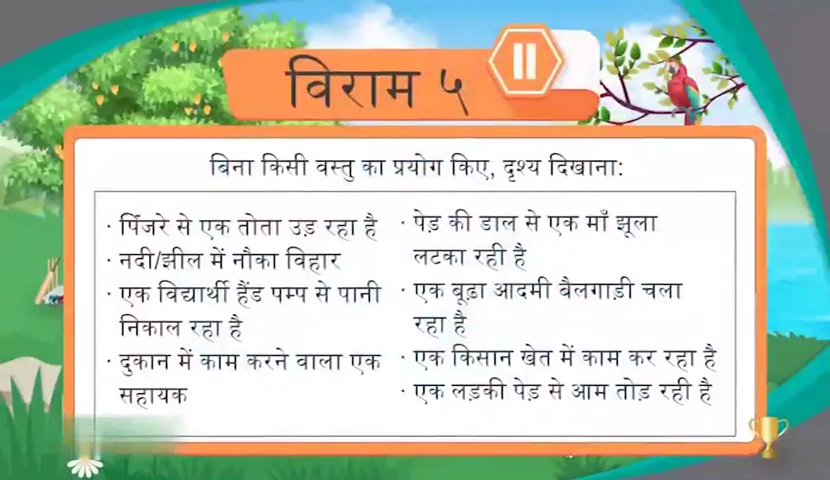 विराम ५
बिना किसी वस्तु का प्रयोग किए, दृश्य दिखाना:
· पिंजरे से एक तोता उड़ रहा है
· नदी/झील में नौका विहार
· एक विद्यार्थी हैंड पम्प से पानी
निकाल रहा है
· दुकान में काम करने वाला एक
सहायक
· पेड़ की डाल से एक माँ झूला
लटका रही है
· एक बूढ़ा आदमी बैलगाड़ी चला
रहा है
· एक किसान खेत में काम कर रहा है
· एक लड़की पेड़ से आम तोड़ रही है